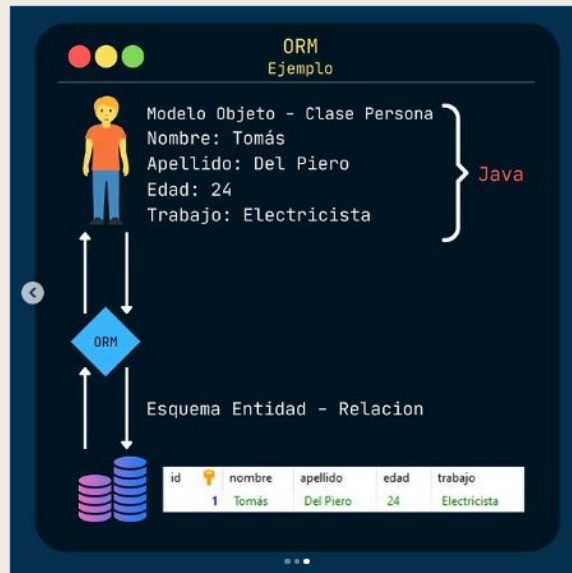 ORM
Ejemplo
Modelo Objeto - Clase Persona
Nombre: Tomás
Apellido: Del Piero
Edad: 24
Trabajo: Electricista
Java
ORM
Esquema Entidad - Relacion
id nombre apellido edad trabajo
1 Tomás Del Piero 24 Electricista